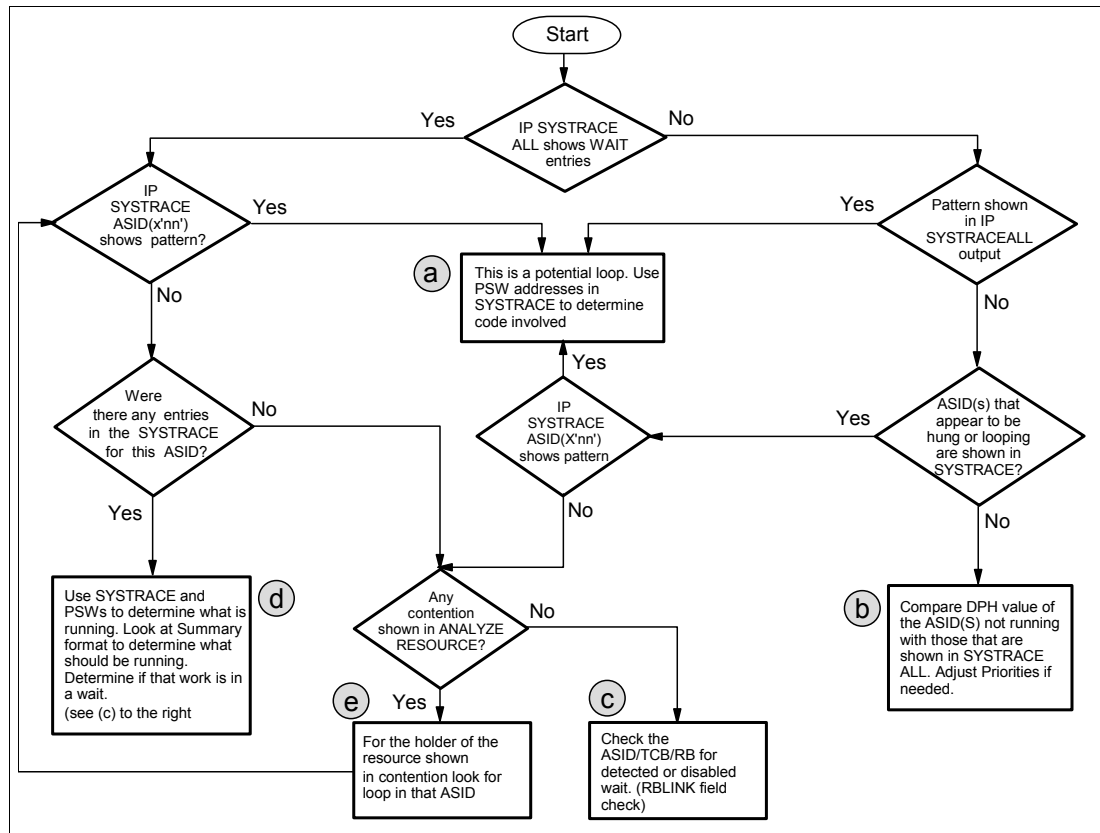 Start
Yes
No
IP SYSTRACE
ALL shows WAIT
entries
IP
SYSTRACE
ASID(x'nn')
shows pattern?
Yes
Yes
Pattern shown
in IP
SYSTRACEALL
output
a
This is a potential loop. Use
PSW addresses in
SYSTRACE to determine
code involved
No
No
Yes
Were
there any entries
in the SYSTRACE
for this ASID?
No
IP
SYSTRACE
ASID(X'nn')
shows pattern
Yes
ASID(s) that
appear to be
hung or looping
are shown in
SYSTRACE?
Yes
No
No
Use SYSTRACE and
PSWs to determine what is
running. Look at Summary
format to determine what
should be running.
Determine if that work is in
a wait.
(see (c) to the right
d
Any
contention
shown in ANALYZE
RESOURCE?
No
b
Compare DPH value of
the ASID(S) not running
with those that are
shown in SYSTRACE
ALL. Adjust Priorities if
needed.
Yes
e
For the holder of the
resource shown
in contention look for
loop in that ASID
c
Check the
ASID/TCB/RB for
detected or disabled
wait. (RBLINK field
check)